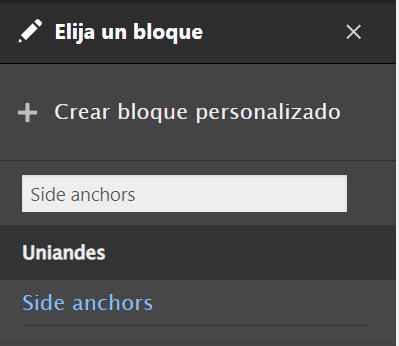 Elija un bloque
Crear bloque personalizado
Side anchors
Uniandes
Side anchors